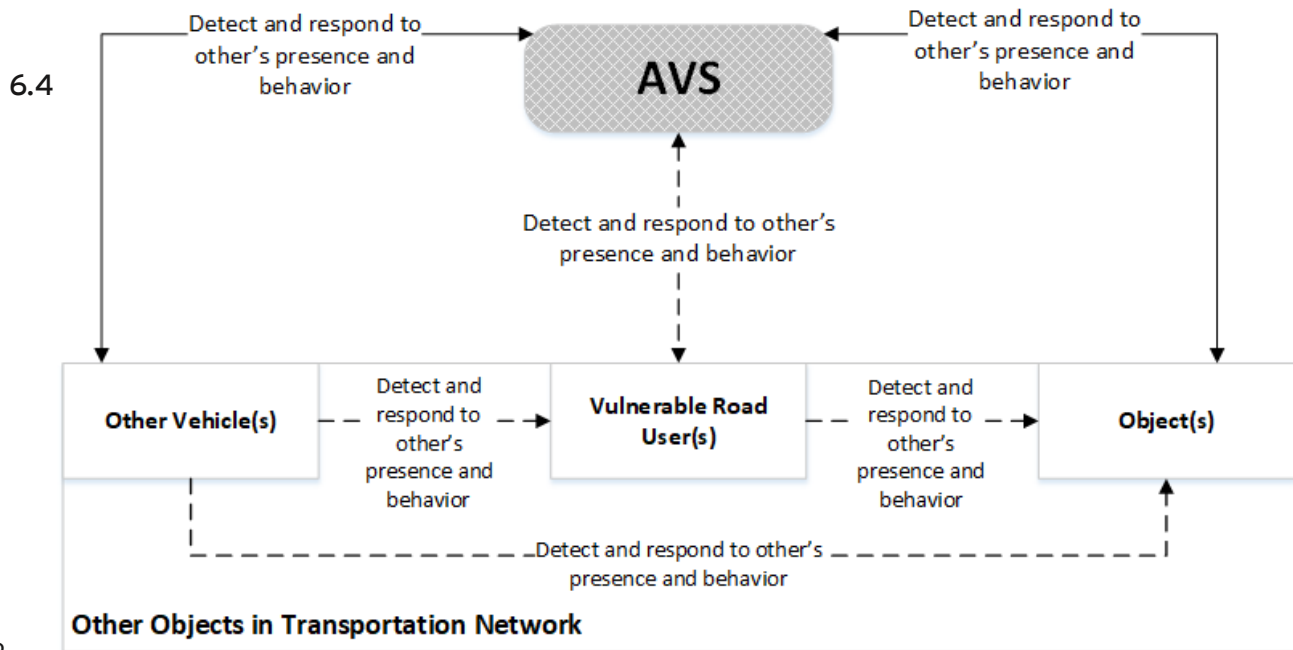 Detect and respond to
other's presence and
behavior
Detect and respond to
other's presence and
behavior
6.4
AVS
Detect and respond to other's
presence and behavior
Other Vehicle(s)
Detect and
respond to
other's
presence and
behavior
Vulnerable Road
User(s)
Detect and
respond to
other's
presence and
behavior
Object(s)
Detect and respond to other's
presence and behavior
Other Objects in Transportation Network